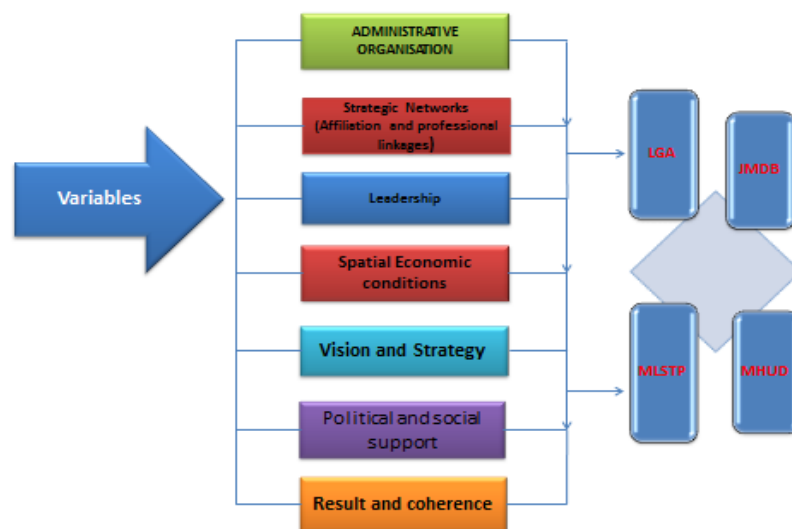 ADMINISTRATIVE
ORGANISATION
Strategic Networks
(Affiliation and professional
linkages)
Leadership
Variables
Spatial Economic
conditions
Vision and Strategy
Political and social
support
Result and coherence
LGA
JMDB
MLSTP
MHUD